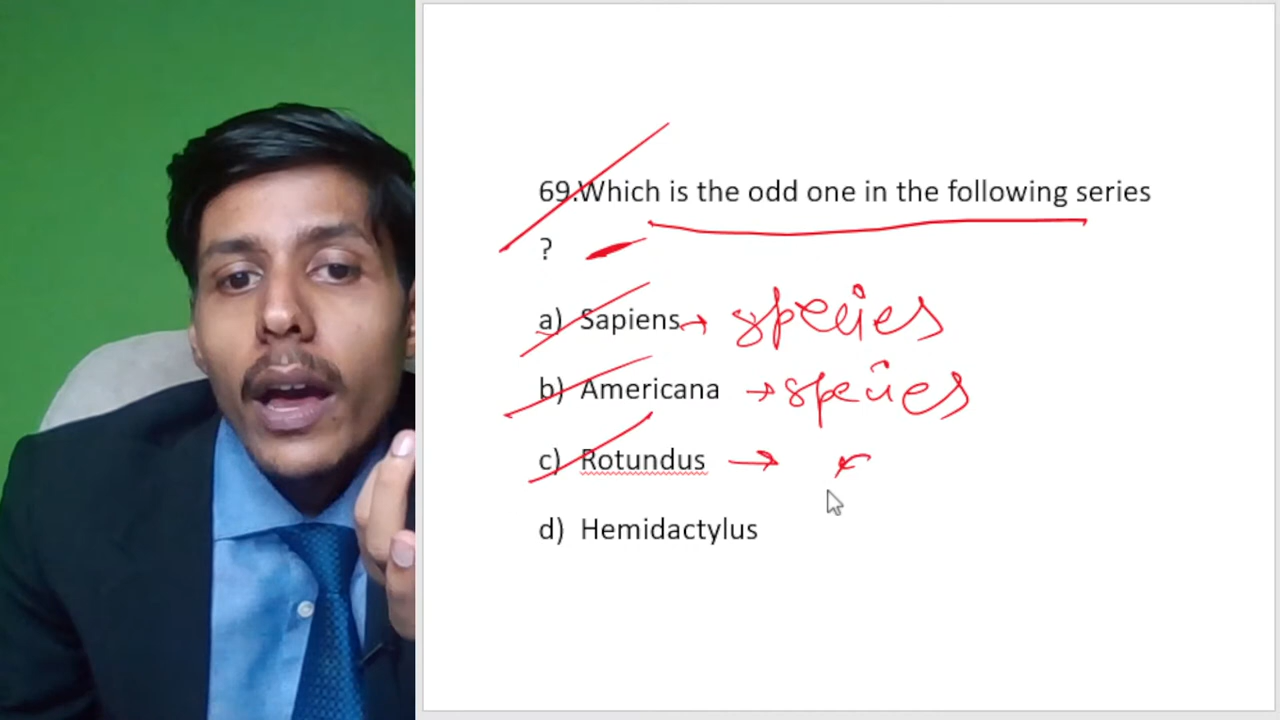 69.Which is the odd one in the following series
?
a) Sapiens → species
b) Americana → species
c) Rotundus →
d) Hemidactylus